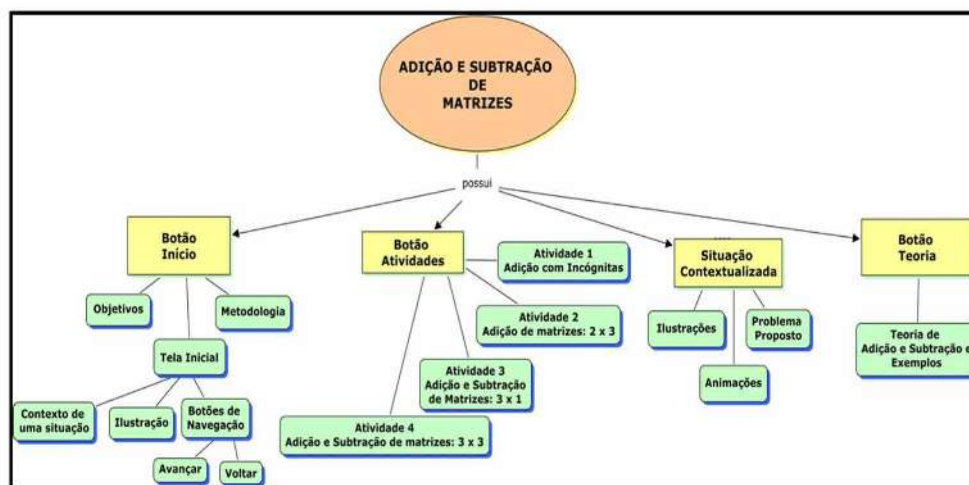 ADIÇÃO E SUBTRAÇÃO
DE
MATRIZES
possui
Botão
Início
Objetivos
Metodologia
Tela Inicial
Contexto de
uma situação
Ilustração
Botões de
Navegação
Avançar
Voltar
Botão
Atividades
Atividade 1
Adição com Incógnitas
Atividade 2
Adição de matrizes: 2 x 3
Atividade 3
Adição e Subtração
de Matrizes: 3 x 1
Atividade 4
Adição e Subtração de matrizes: 3 x 3
....
Situação
Contextualizada
Ilustrações
Problema
Proposto
Animações
Botão
Teoria
Teoria de
Adição e Subtração e
Exemplos